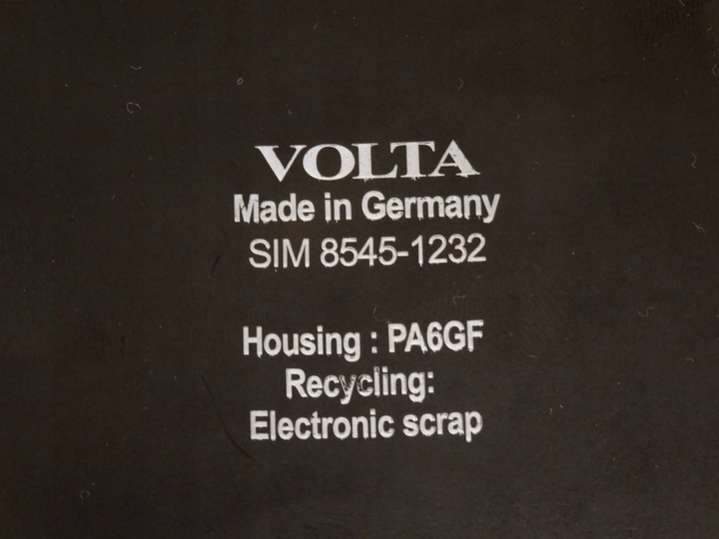 VOLTA
Made in Germany
SIM 8545-1232
Housing : PA6GF
Recycling:
Electronic scrap